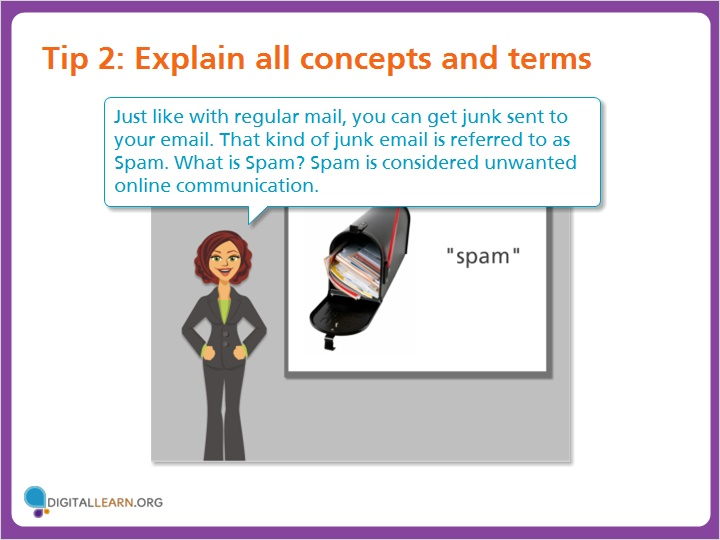 Tip 2: Explain all concepts and terms
Just like with regular mail, you can get junk sent to
your email. That kind of junk email is referred to as
Spam. What is Spam? Spam is considered unwanted
online communication.
"spam"
DIGITALLEARN.ORG